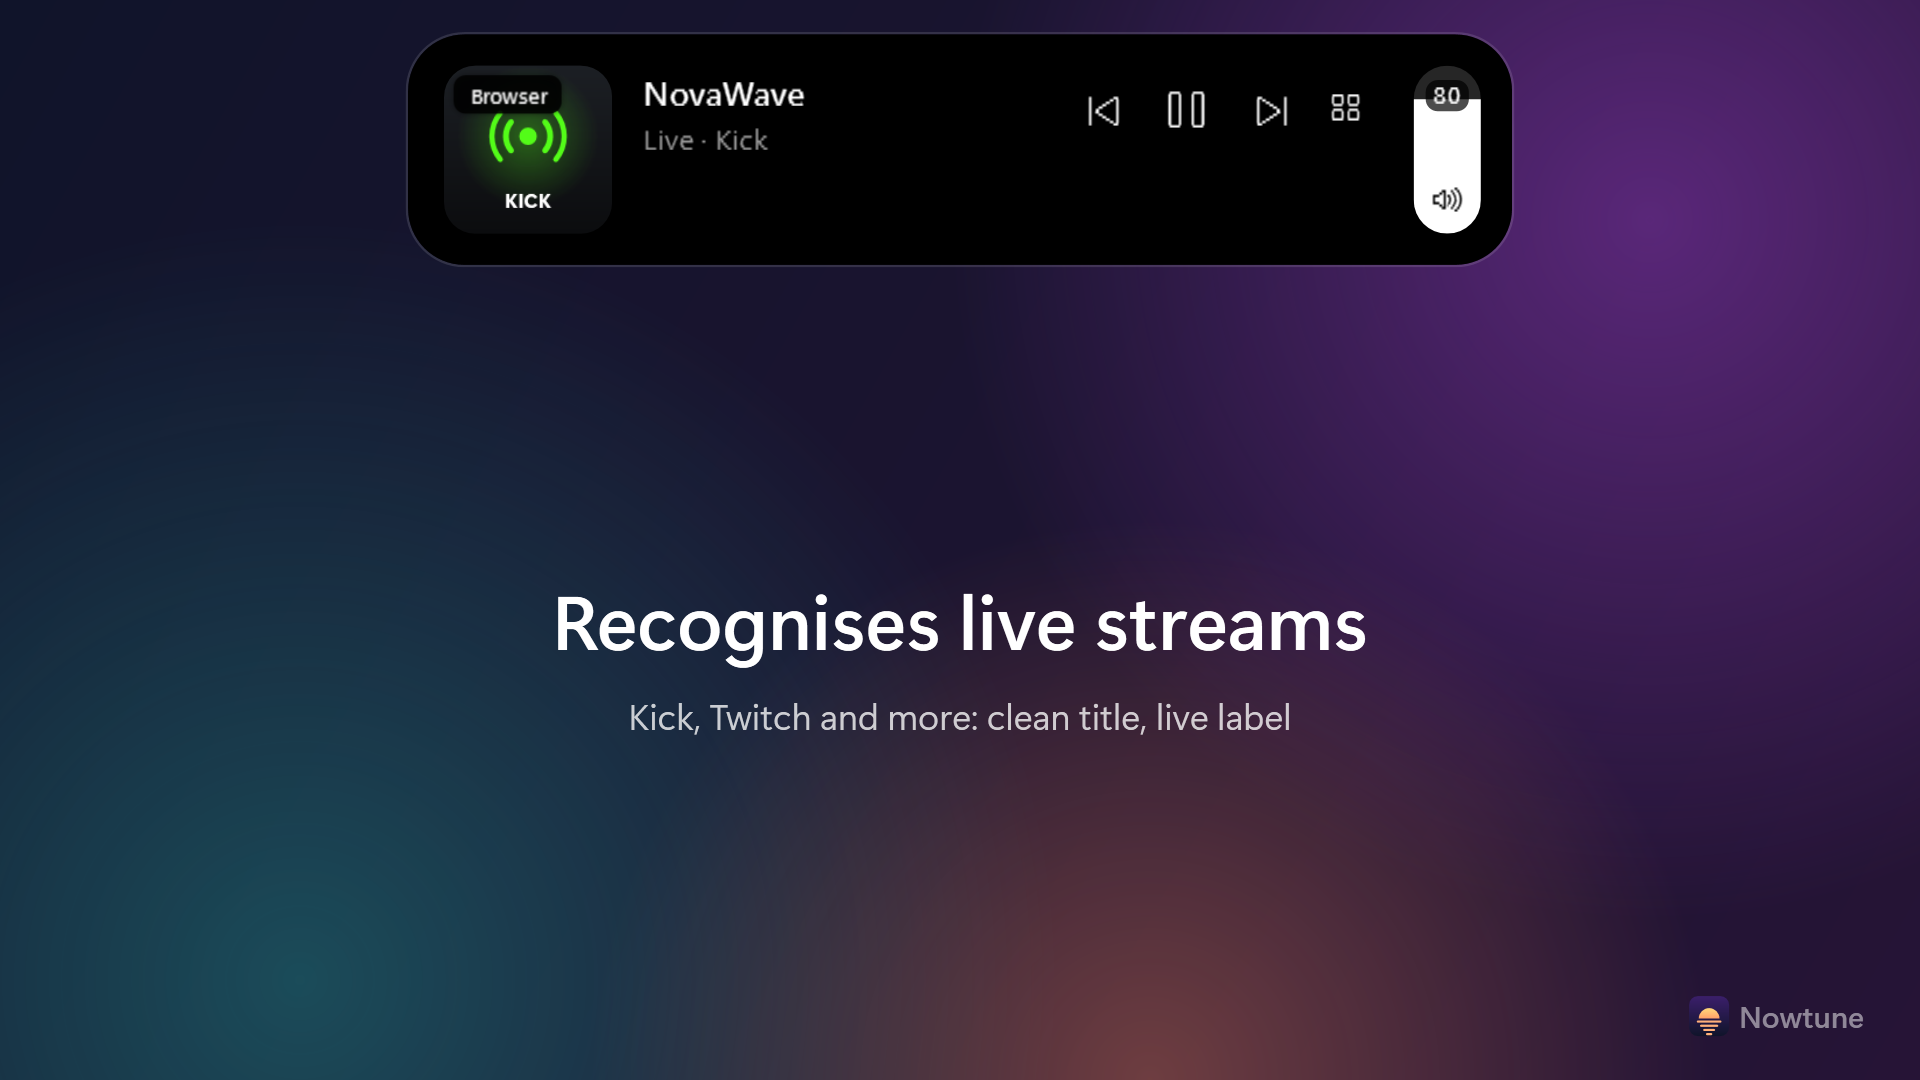 Browser
KICK
NovaWave
Live · Kick
80
Recognises live streams
Kick, Twitch and more: clean title, live label
Nowtune